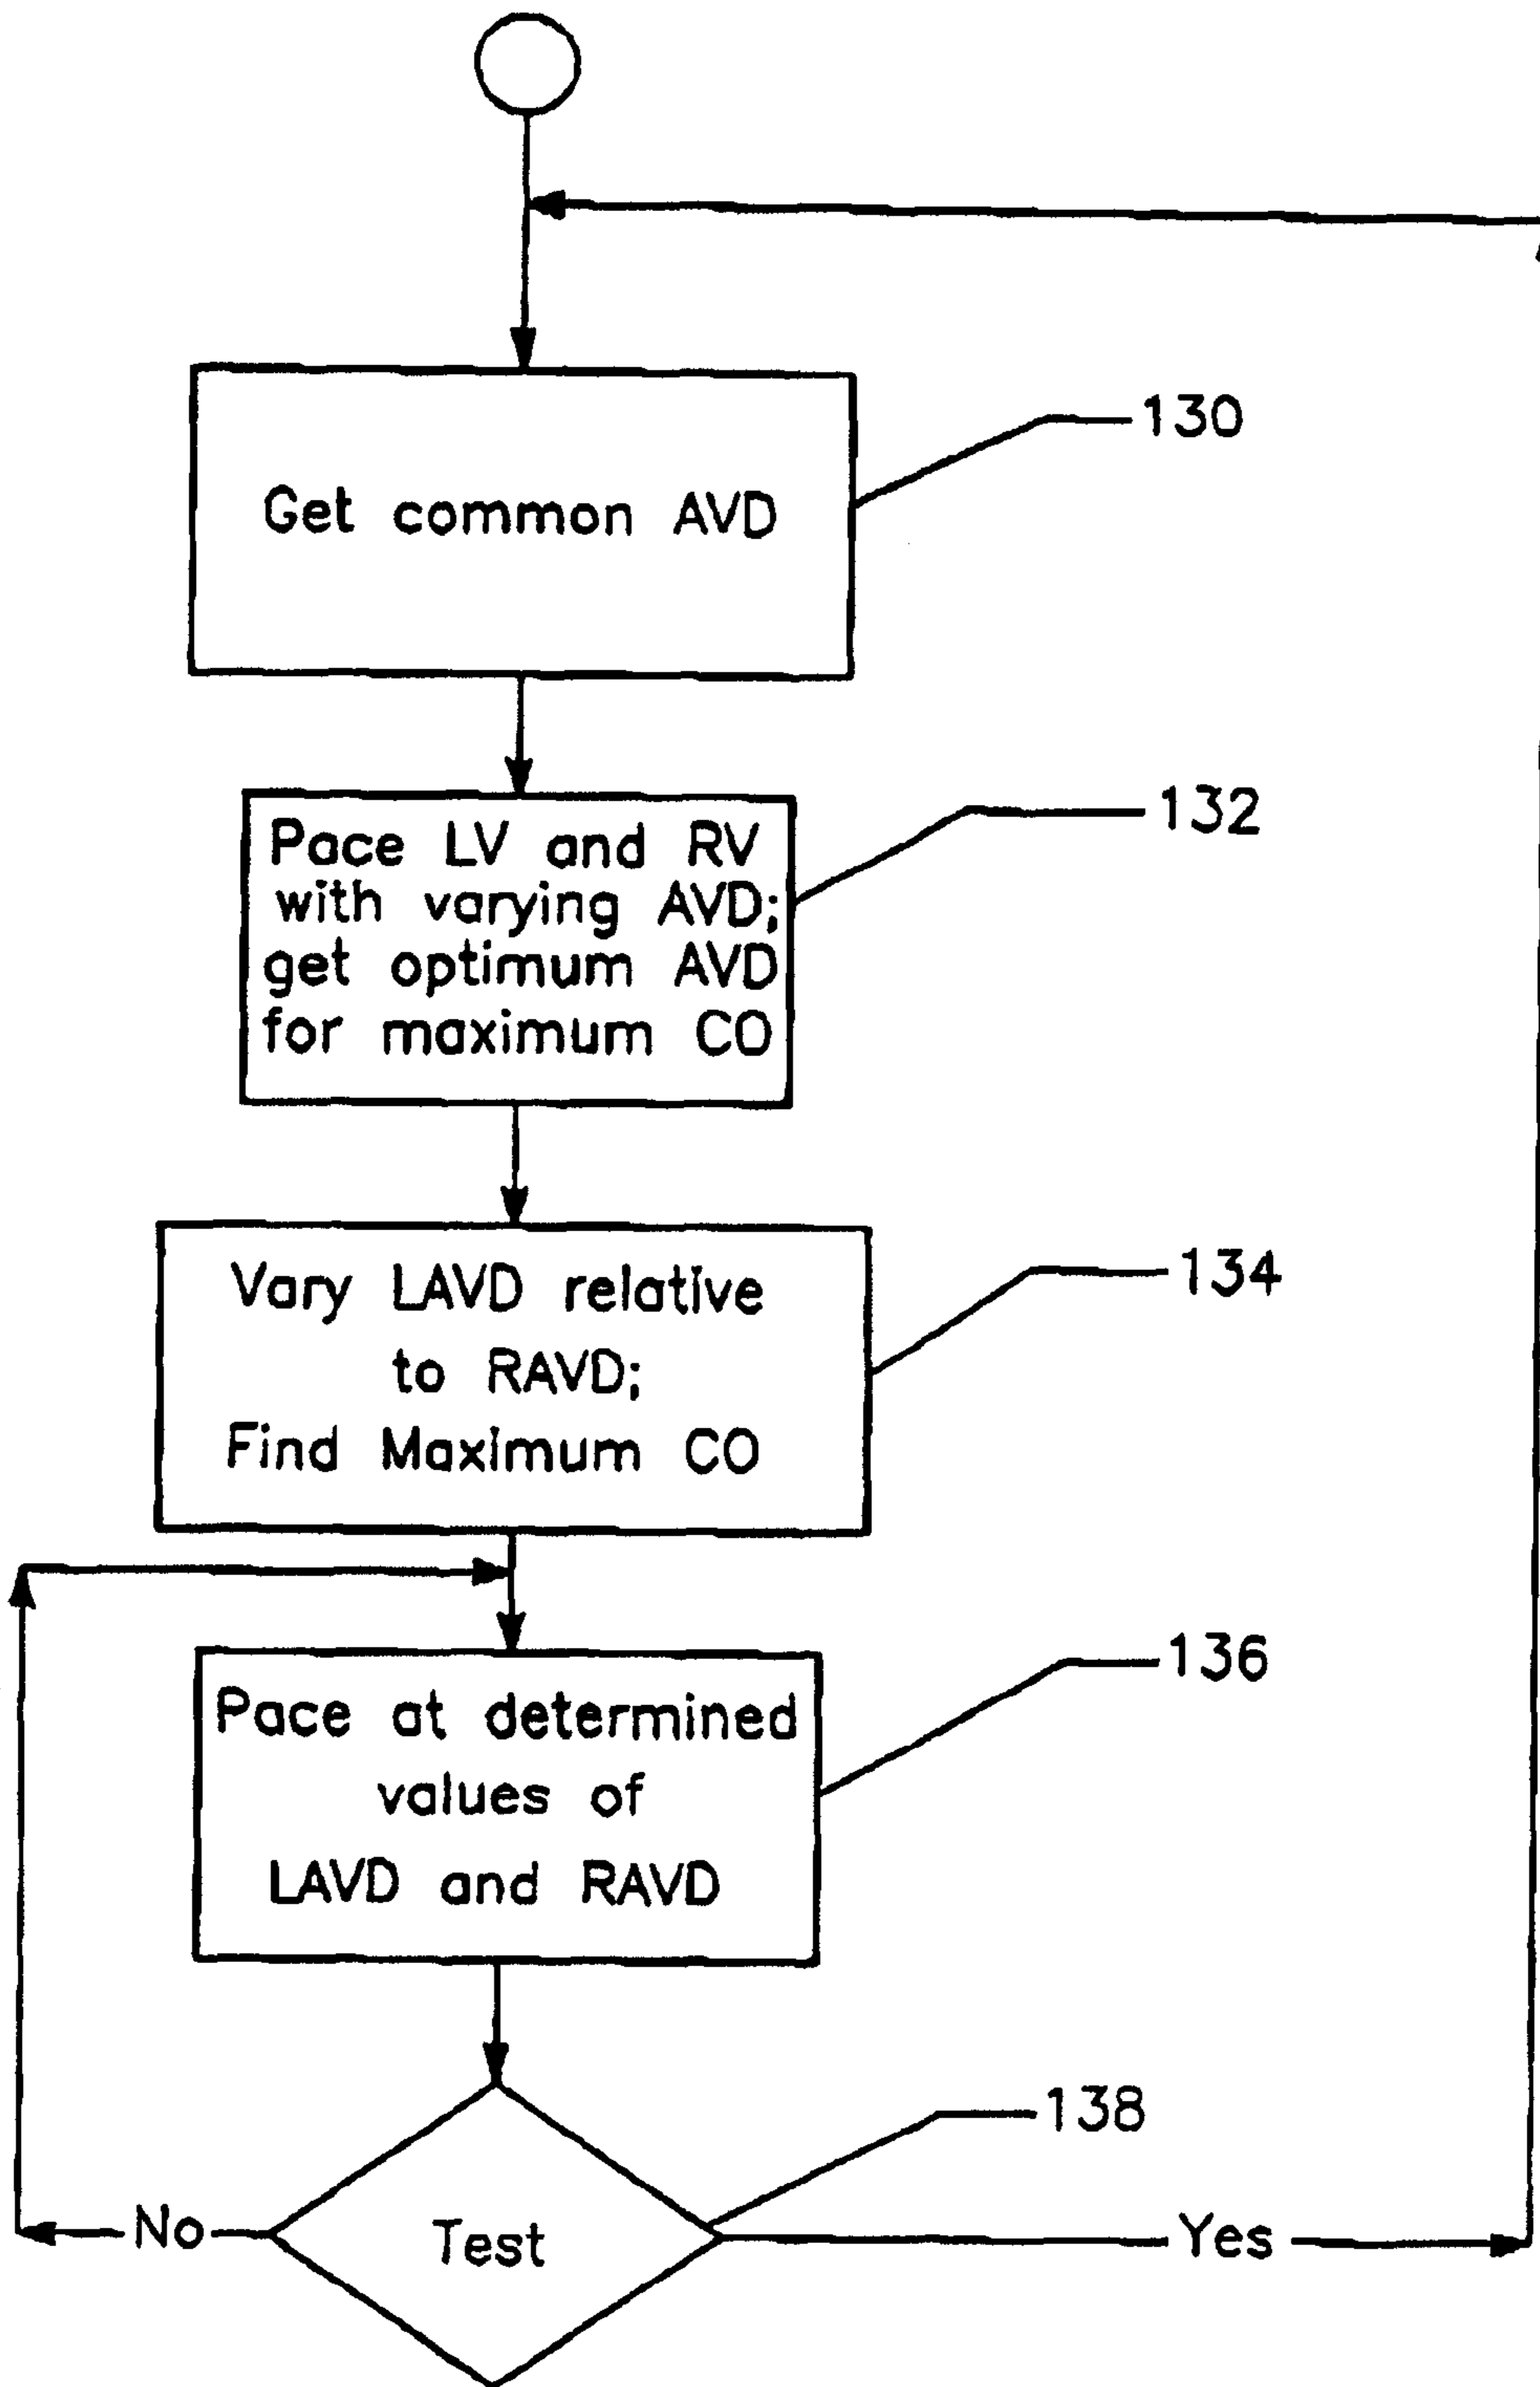 Get common AVD
130
Pace LV and RV
with varying AVD;
get optimum AVD
for maximum CO
132
Vary LAVD relative
to RAVD;
Find Maximum CO
134
Pace at determined
values of
LAVD and RAVD
136
138
No
Test
Yes